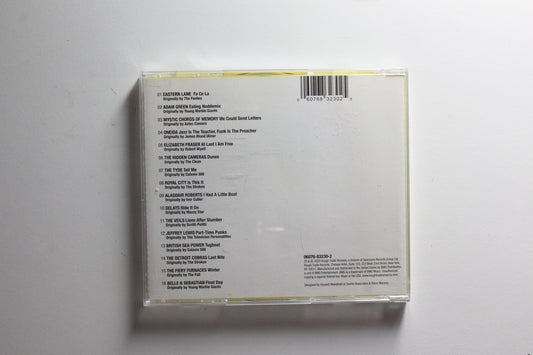 01 EASTERN LANE Fa Ce La
Originally by The Feelies
02 ADAM GREEN Eating Noddemix
Originally by Young Marble Giants
03 MYSTIC CHORDS OF MEMORY We Could Send Letters
Originally by Aztec Camera
04 ONEIDA Jazz Is The Teacher, Funk Is The Preacher
Originally by James Blood Ulmer
05 ELIZABETH FRASER At Last I Am Free
Originally by Robert Wyatt
06 THE HIDDEN CAMERAS Dunes
Originally by The Clean
07 THE TYDE Tell Me
Originally by Galaxie 500
08 ROYAL CITY Is This It
Originally by The Strokes
09 ALASDAIR ROBERTS I Had A Little Boat
Originally by Ivor Cutler
10 DELAYS Ride It On
Originally by Mazzy Star
11 THE VEILS Lions After Slumber
Originally by Scritti Politti
12 JEFFREY LEWIS Part-Time Punks
Originally by The Television Personalities
13 BRITISH SEA POWER Tugboat
Originally by Galaxie 500
14 THE DETROIT COBRAS Last Nite
Originally by The Strokes
15 THE FIERY FURNACES Winter
Originally by The Fall
16 BELLE & SEBASTIAN Final Day
Originally by Young Marble Giants
60768 32302
06076-83230-2